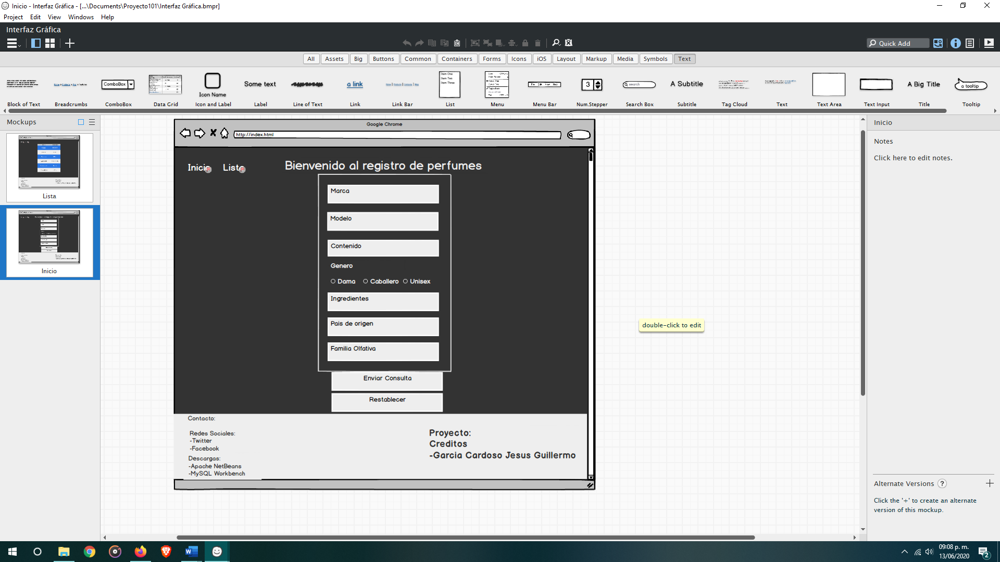 Inicio - Interfaz Gráfica - [...\Documents\Proyecto101\Interfaz Gráfica.bmpr]
Project Edit View Windows Help
Interfaz Gráfica
Quick Add
All Assets Big Buttons Common Containers Forms Icons iOS Layout Markup Media Symbols Text
ComboBox
Icon Name
Some text
a link
Item One
Item Two
Item Three
3
search
A Subtitle
A Big Title
a tooltip
Block of Text Breadcrumbs ComboBox Data Grid Icon and Label Label Line of Text Link Link Bar List Menu Menu Bar Num.Stepper Search Box Subtitle Tag Cloud Text Text Area Text Input Title Tooltip
Mockups
Lista
Inicio
Google Chrome
http://index.html
Inicio Lista
Bienvenido al registro de perfumes
Marca
Modelo
Contenido
Genero
Dama Caballero Unisex
Ingredientes
Pais de origen
Familia Olfativa
Enviar Consulta
Restablecer
Contacto:
Redes Sociales:
-Twitter
-Facebook
Descargas:
-Apache NetBeans
-MySQL Workbench
Proyecto:
Creditos
-Garcia Cardoso Jesus Guillermo
double-click to edit
Inicio
Notes
Click here to edit notes.
Alternate Versions ?
Click the '+' to create an alternate
version of this mockup.
09:08 p. m.
13/06/2020
2